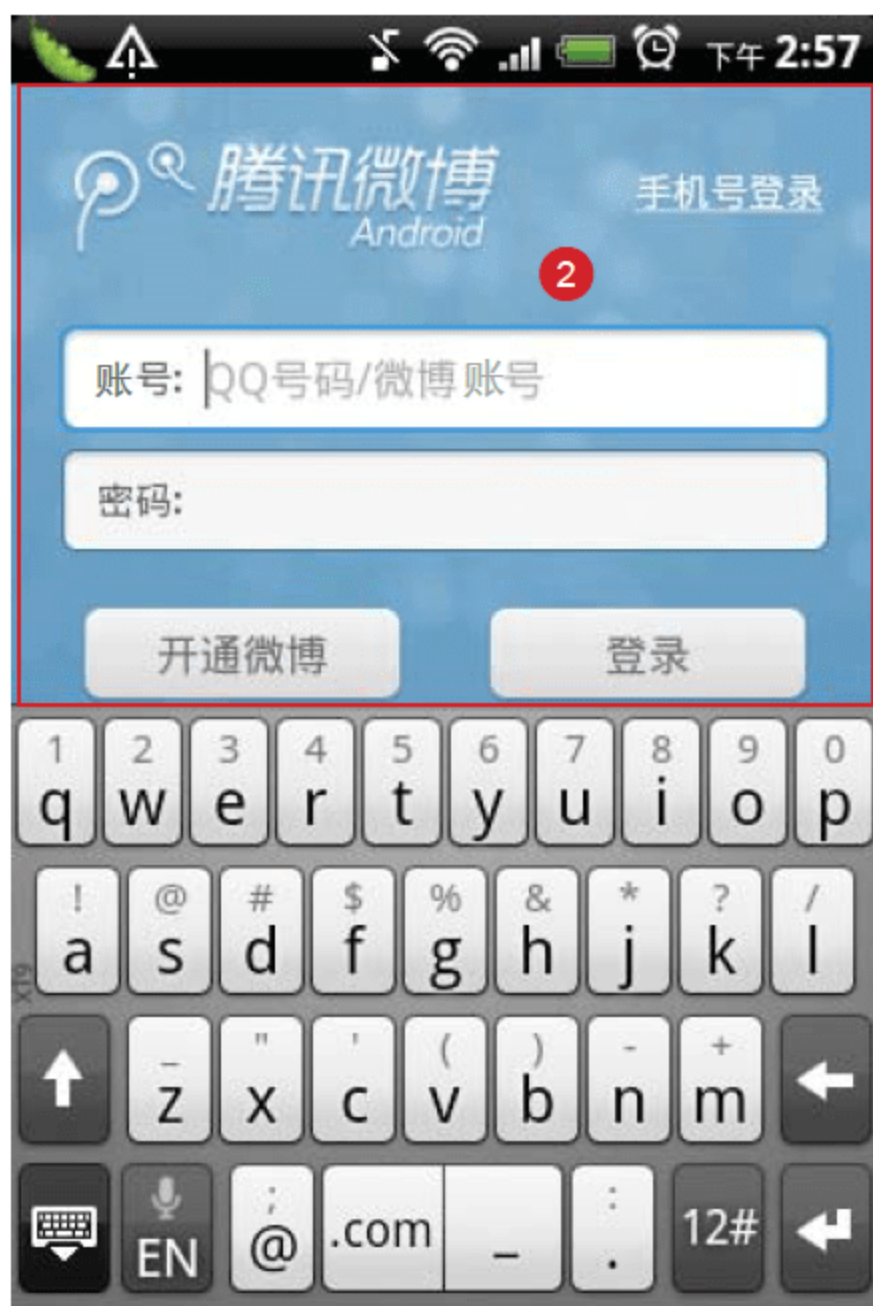 下午 2:57
腾讯微博
Android
手机号登录
2
账号: QQ号码/微博账号
密码:
开通微博 登录
1 2 3 4 5 6 7 8 9 0
q w e r t y u i o p
! @ # $ % & * ? /
a s d f g h j k l
X19
_ " ' ( ) - +
z x c v b n m
; :
EN @ .com _ . 12#